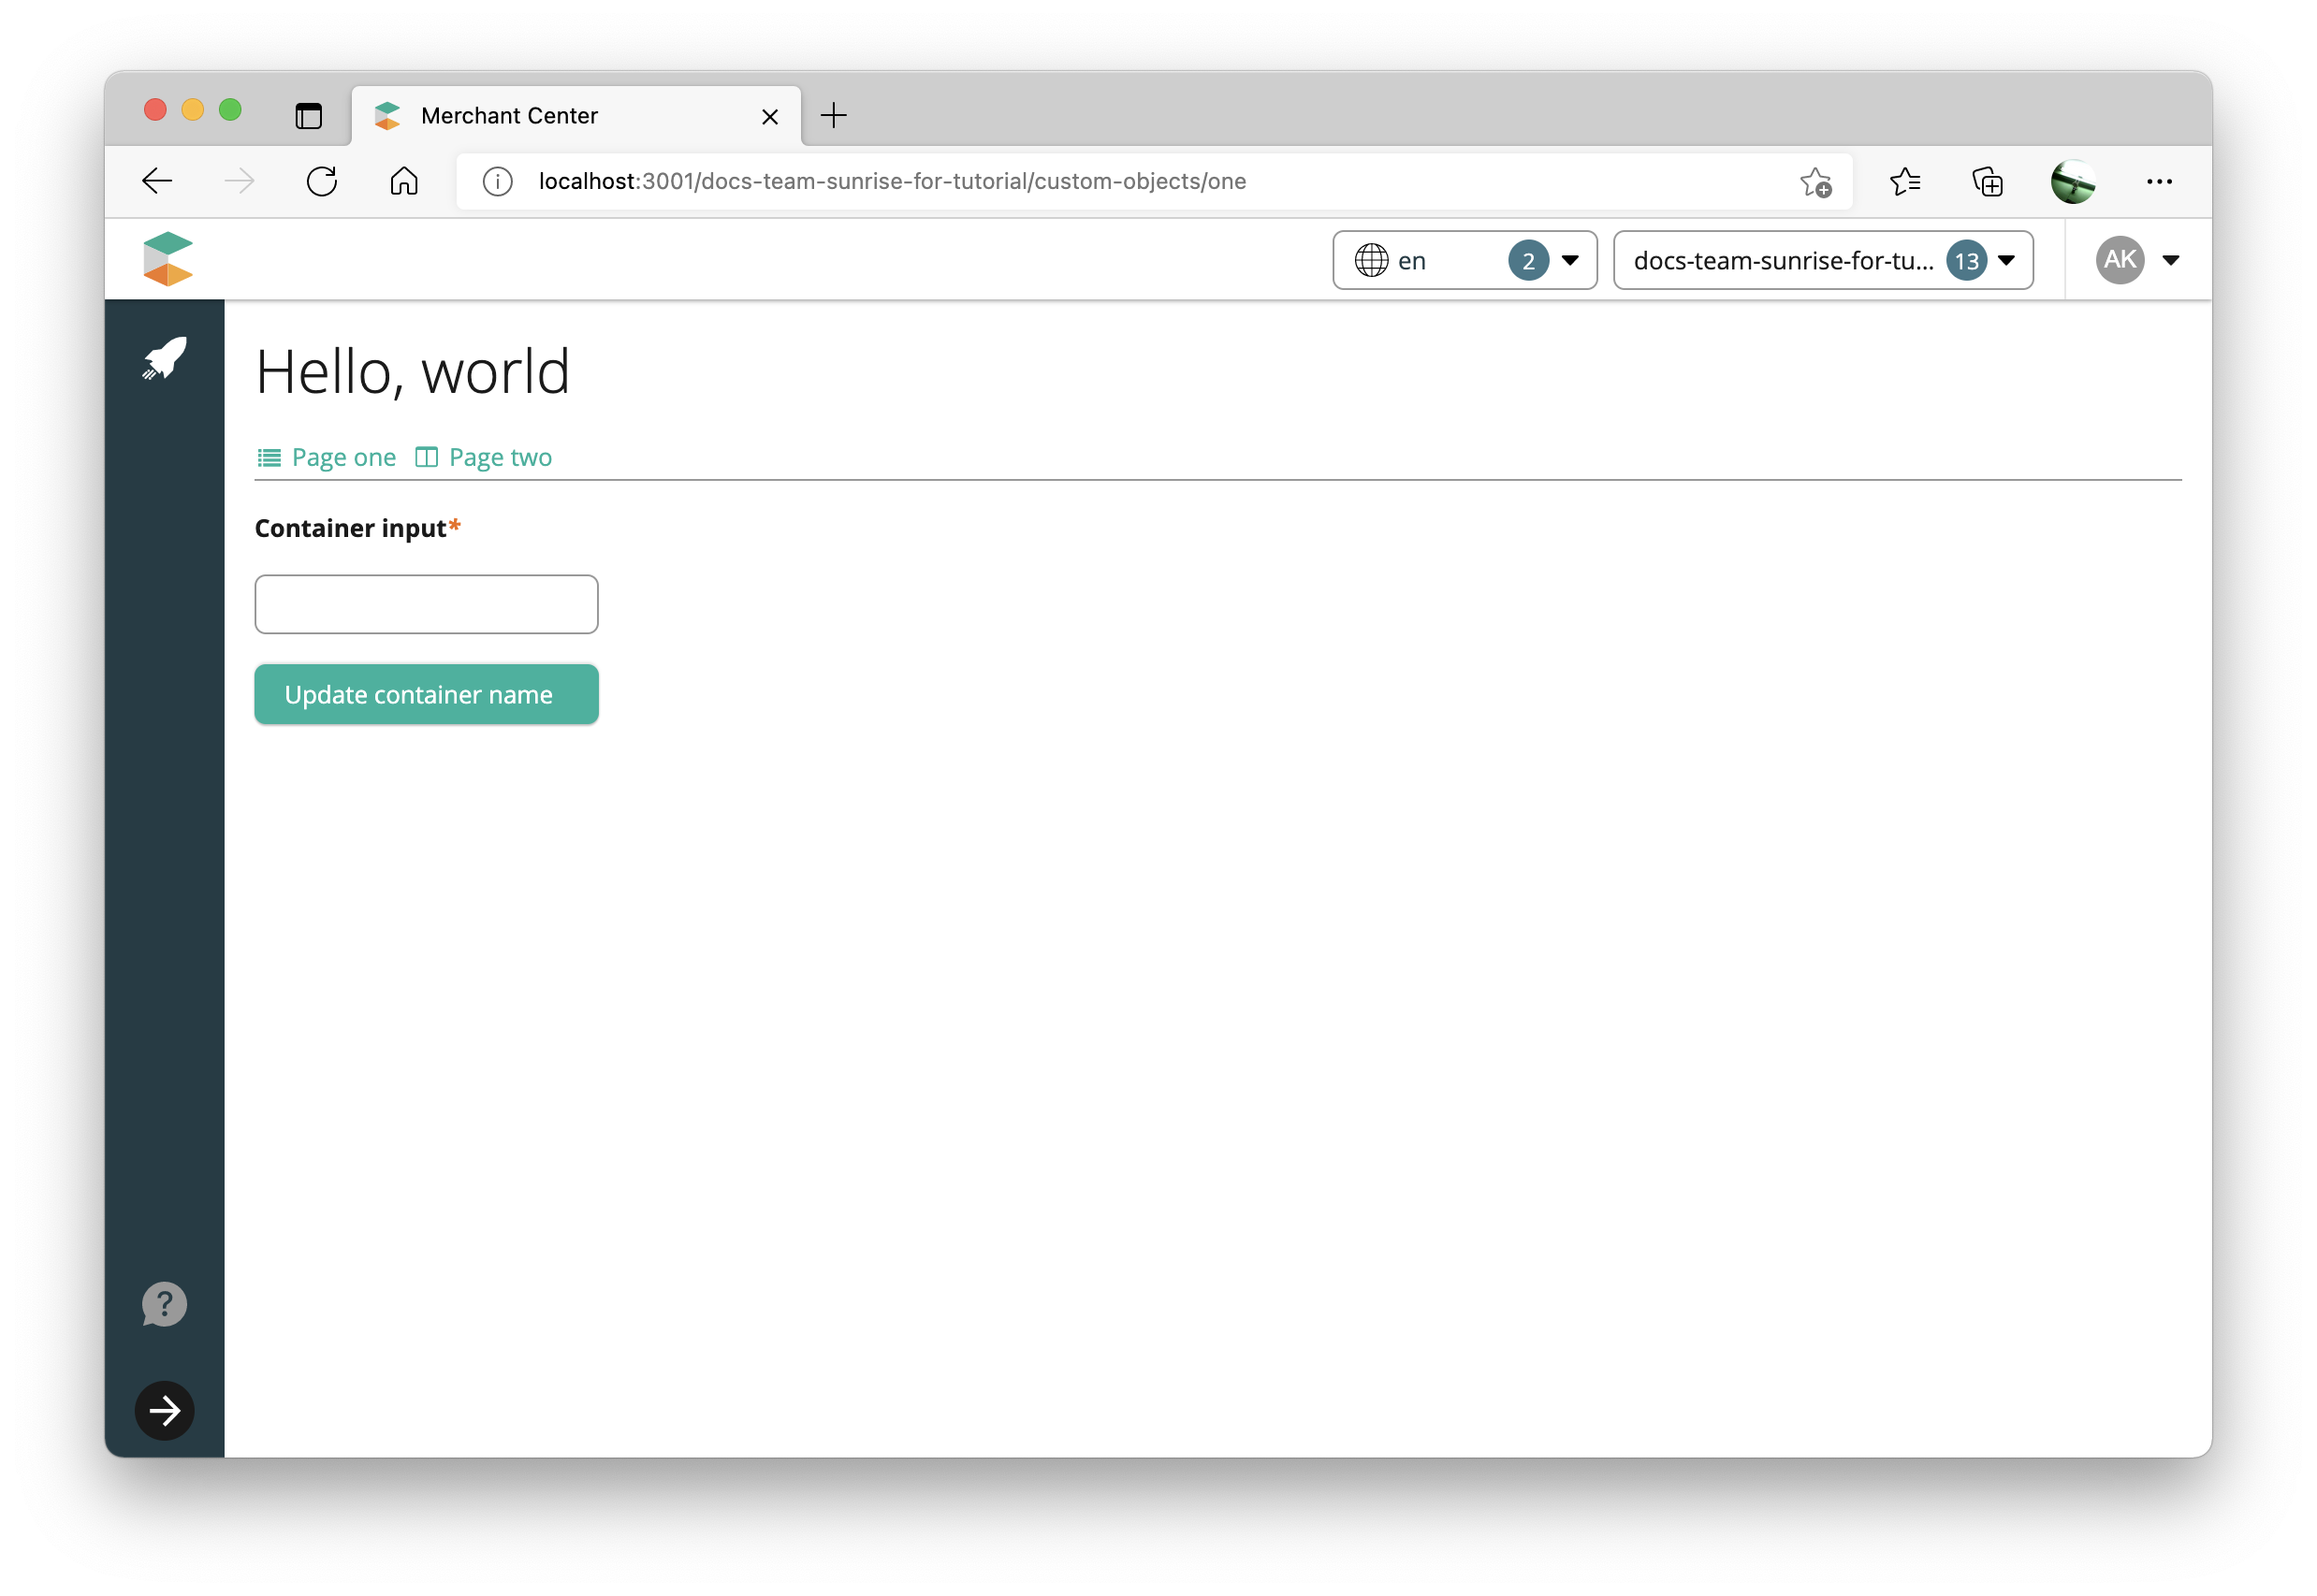 Merchant Center
localhost:3001/docs-team-sunrise-for-tutorial/custom-objects/one
en 2 docs-team-sunrise-for-tu... 13 AK
Hello, world
Page one Page two
Container input*
Update container name
?